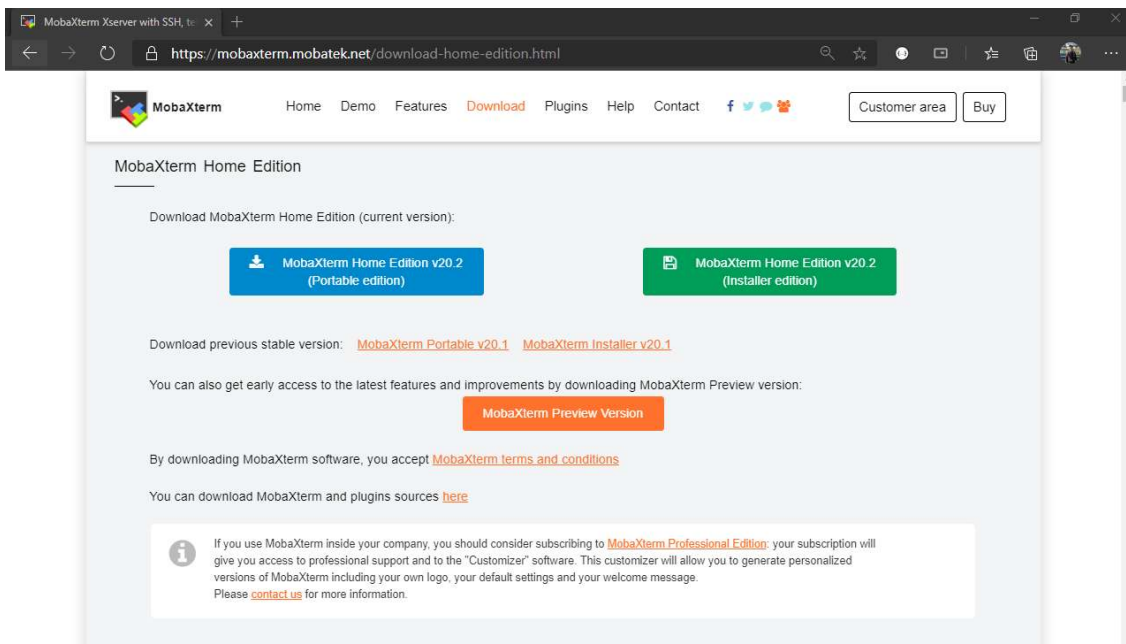 MobaXterm Xserver with SSH, te
https://mobaxterm.mobatek.net/download-home-edition.html
MobaXterm Home Demo Features Download Plugins Help Contact Customer area Buy
MobaXterm Home Edition
Download MobaXterm Home Edition (current version):
MobaXterm Home Edition v20.2
(Portable edition)
MobaXterm Home Edition v20.2
(Installer edition)
Download previous stable version: MobaXterm Portable v20.1 MobaXterm Installer v20.1
You can also get early access to the latest features and improvements by downloading MobaXterm Preview version:
MobaXterm Preview Version
By downloading MobaXterm software, you accept MobaXterm terms and conditions
You can download MobaXterm and plugins sources here
If you use MobaXterm inside your company, you should consider subscribing to MobaXterm Professional Edition: your subscription will
give you access to professional support and to the "Customizer" software. This customizer will allow you to generate personalized
versions of MobaXterm including your own logo, your default settings and your welcome message.
Please contact us for more information.